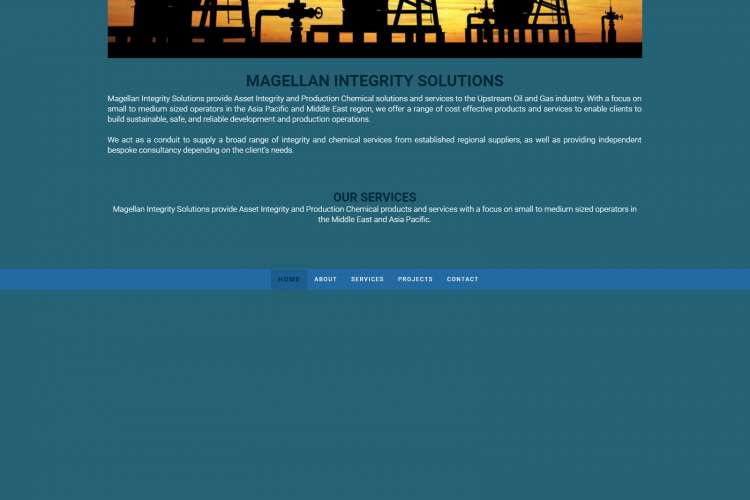 MAGELLAN INTEGRITY SOLUTIONS
Magellan Integrity Solutions provide Asset Integrity and Production Chemical solutions and services to the Upstream Oil and Gas industry. With a focus on
small to medium sized operators in the Asia Pacific and Middle East region, we offer a range of cost effective products and services to enable clients to
build sustainable, safe, and reliable development and production operations.
We act as a conduit to supply a broad range of integrity and chemical services from established regional suppliers, as well as providing independent
bespoke consultancy depending on the client's needs.
OUR SERVICES
Magellan Integrity Solutions provide Asset Integrity and Production Chemical products and services with a focus on small to medium sized operators in
the Middle East and Asia Pacific.
HOME ABOUT SERVICES PROJECTS CONTACT